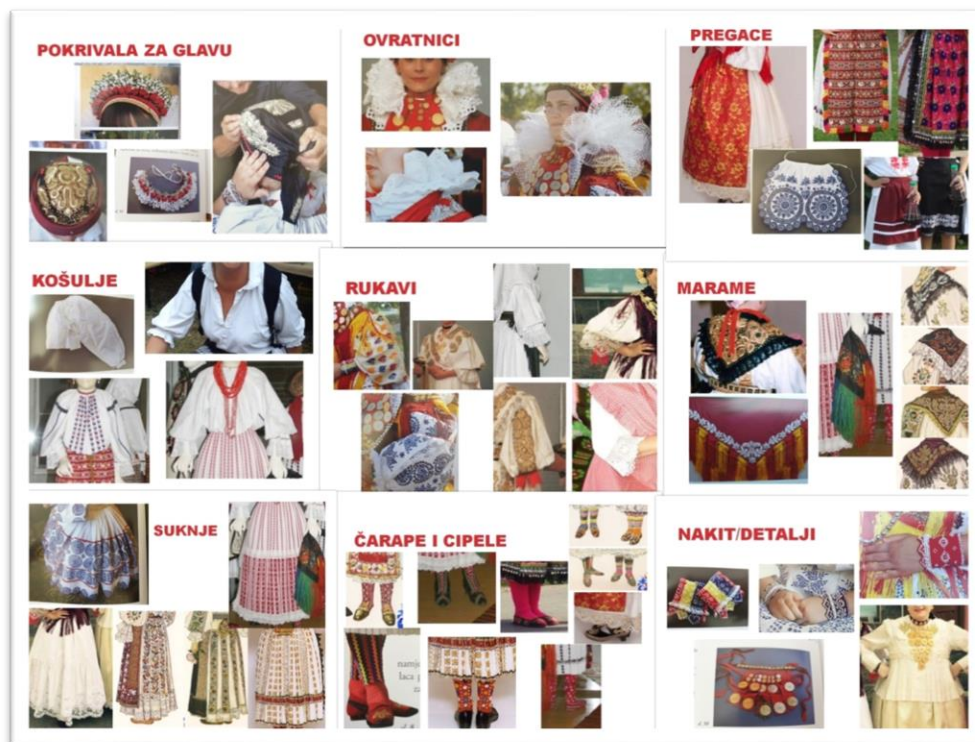 POKRIVALA ZA GLAVU
OVRATNICI
PREGACE
KOŠULJE
RUKAVI
MARAME
SUKNJE
ČARAPE I CIPELE
NAKIT/DETALJI